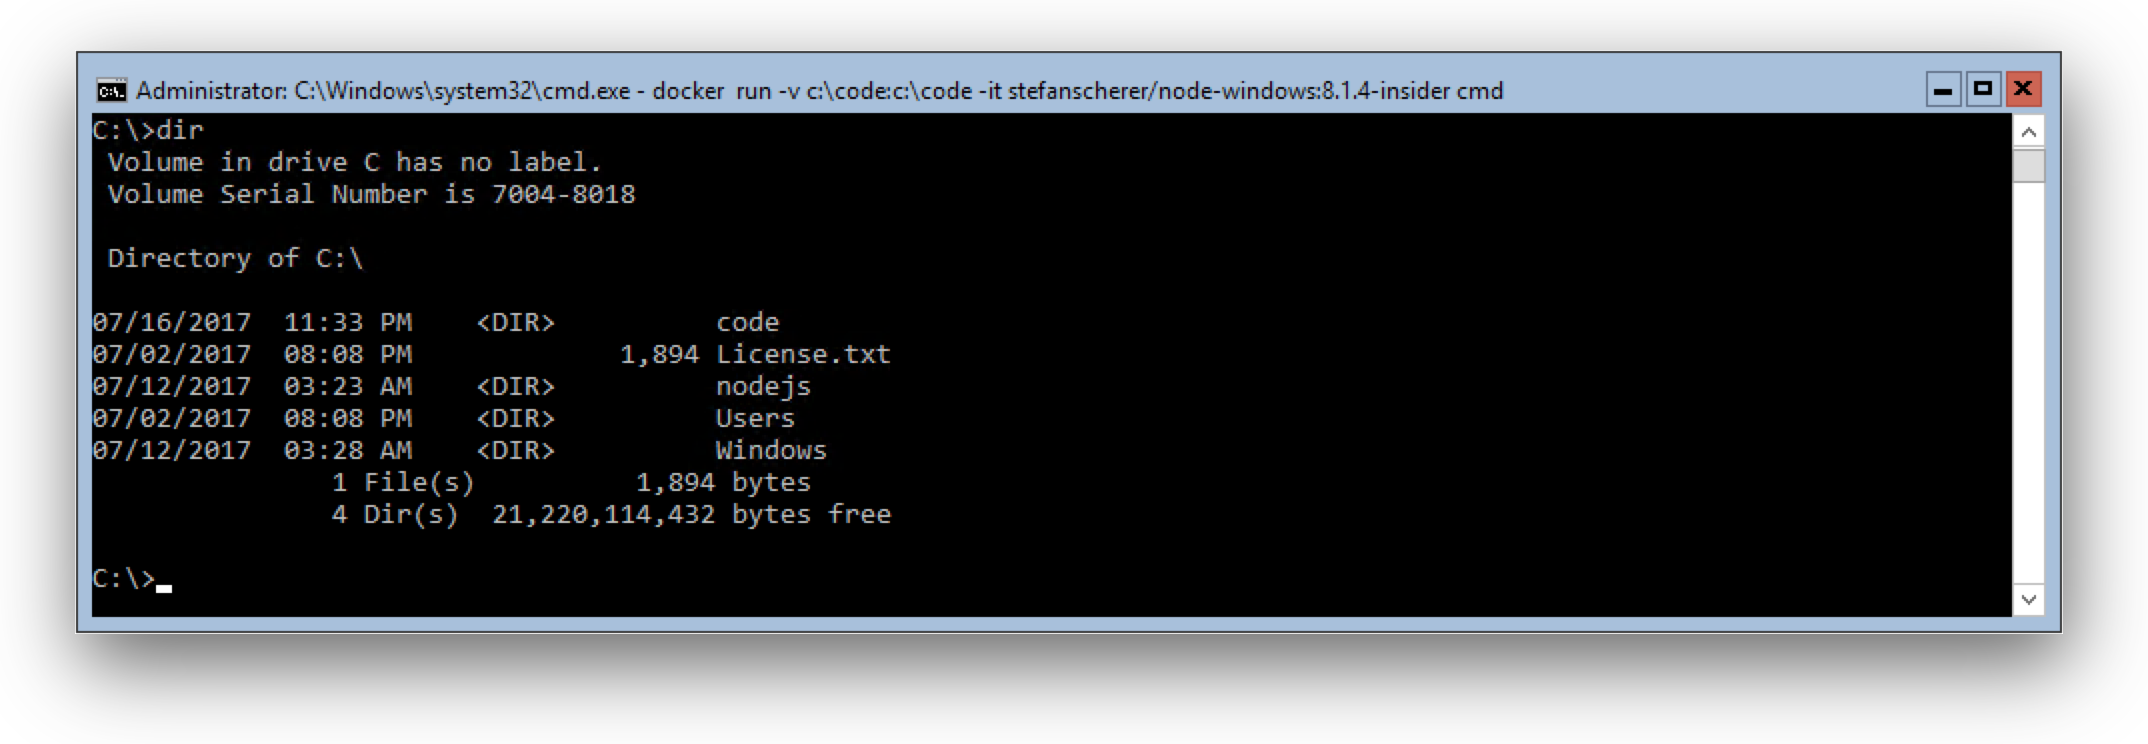 Administrator: C:\Windows\system32\cmd.exe - docker  run -v c:\code:c:\code -it stefanscherer/node-windows:8.1.4-insider cmd
C:\>dir
 Volume in drive C has no label.
 Volume Serial Number is 7004-8018
 Directory of C:\
07/16/2017  11:33 PM    <DIR>          code
07/02/2017  08:08 PM             1,894 License.txt
07/12/2017  03:23 AM    <DIR>          nodejs
07/02/2017  08:08 PM    <DIR>          Users
07/12/2017  03:28 AM    <DIR>          Windows
               1 File(s)          1,894 bytes
               4 Dir(s)  21,220,114,432 bytes free
C:\>